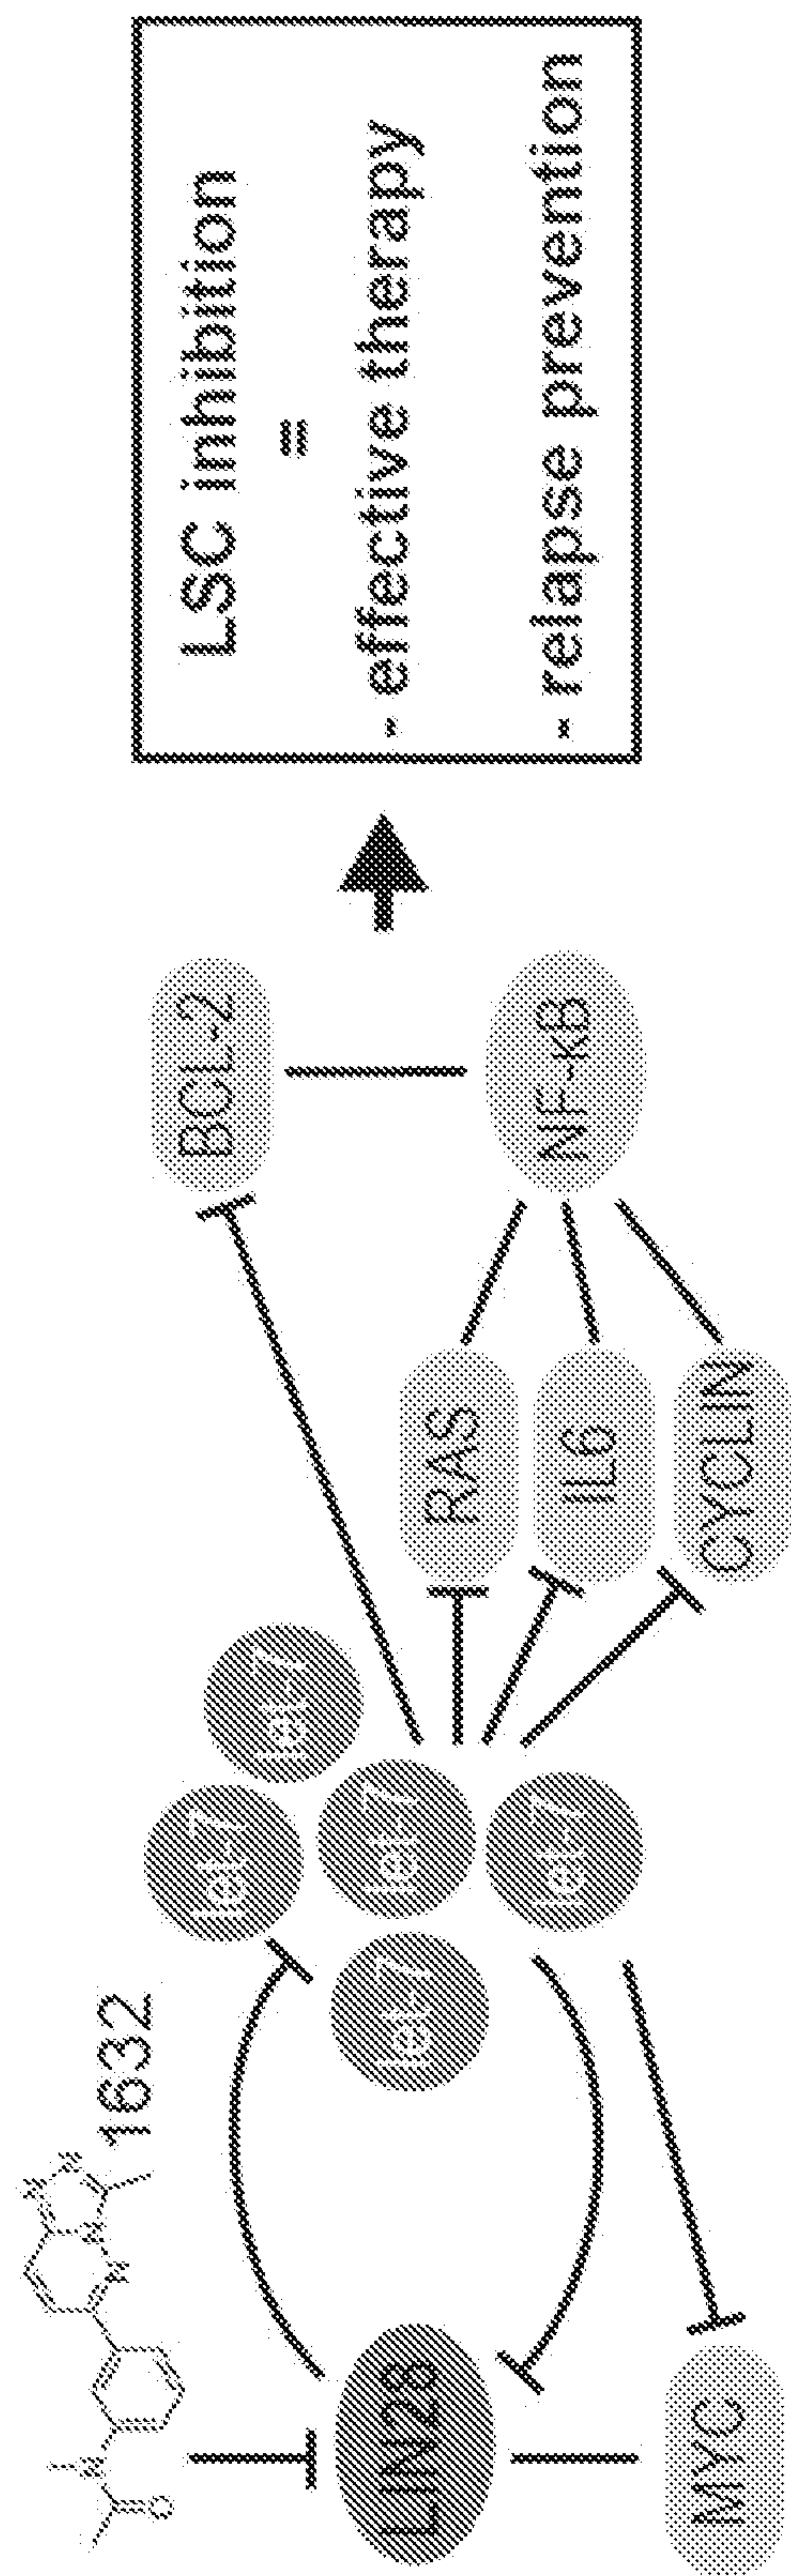 1632
N
O
N
N
N
N
LIN28
MYC
let-7
let-7
let-7
let-7
let-7
BCL-2
RAS
IL6
CYCLIN
NF-κB
LSC inhibition
=
- effective therapy
- relapse prevention